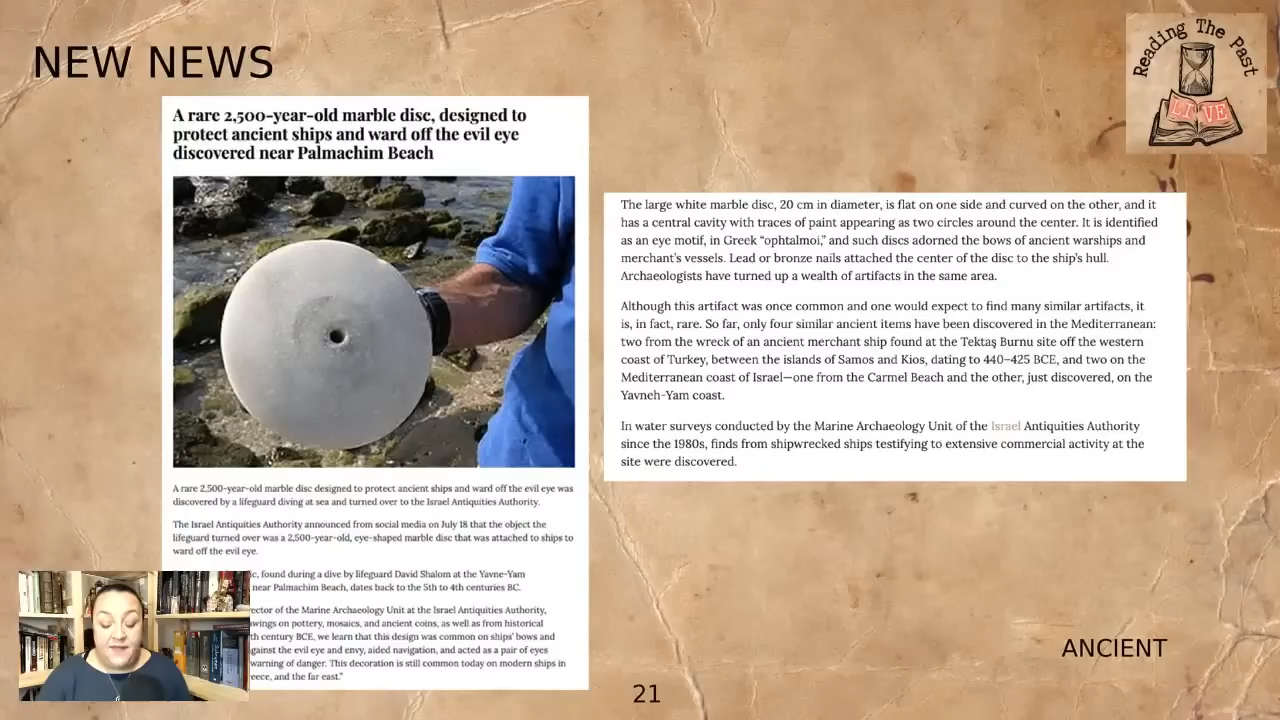 NEW NEWS
Reading The Past
LIVE
A rare 2,500-year-old marble disc, designed to
protect ancient ships and ward off the evil eye
discovered near Palmachim Beach
A rare 2,500-year-old marble disc designed to protect ancient ships and ward off the evil eye was
discovered by a lifeguard diving at sea and turned over to the Israel Antiquities Authority.
The Israel Antiquities Authority announced from social media on July 18 that the object the
lifeguard turned over was a 2,500-year-old, eye-shaped marble disc that was attached to ships to
ward off the evil eye.
c, found during a dive by lifeguard David Shalom at the Yavne-Yam
near Palmachim Beach, dates back to the 5th to 4th centuries BC.
ector of the Marine Archaeology Unit at the Israel Antiquities Authority,
wings on pottery, mosaics, and ancient coins, as well as from historical
th century BCE, we learn that this design was common on ships' bows and
gainst the evil eye and envy, aided navigation, and acted as a pair of eyes
warning of danger. This decoration is still common today on modern ships in
eece, and the far east."
The large white marble disc, 20 cm in diameter, is flat on one side and curved on the other, and it
has a central cavity with traces of paint appearing as two circles around the center. It is identified
as an eye motif, in Greek “ophtalmoi,” and such discs adorned the bows of ancient warships and
merchant’s vessels. Lead or bronze nails attached the center of the disc to the ship’s hull.
Archaeologists have turned up a wealth of artifacts in the same area.
Although this artifact was once common and one would expect to find many similar artifacts, it
is, in fact, rare. So far, only four similar ancient items have been discovered in the Mediterranean:
two from the wreck of an ancient merchant ship found at the Tektaş Burnu site off the western
coast of Turkey, between the islands of Samos and Kios, dating to 440–425 BCE, and two on the
Mediterranean coast of Israel—one from the Carmel Beach and the other, just discovered, on the
Yavneh-Yam coast.
In water surveys conducted by the Marine Archaeology Unit of the Israel Antiquities Authority
since the 1980s, finds from shipwrecked ships testifying to extensive commercial activity at the
site were discovered.
ANCIENT
21